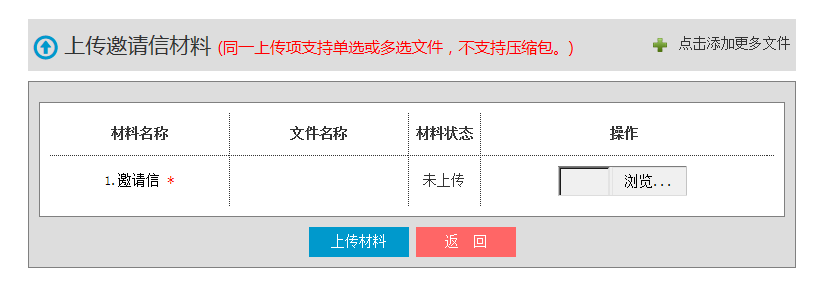 上传邀请信材料 (同一上传项支持单选或多选文件，不支持压缩包。) 点击添加更多文件
材料名称 文件名称 材料状态 操作
1.邀请信 * 未上传 浏览...
上传材料 返 回